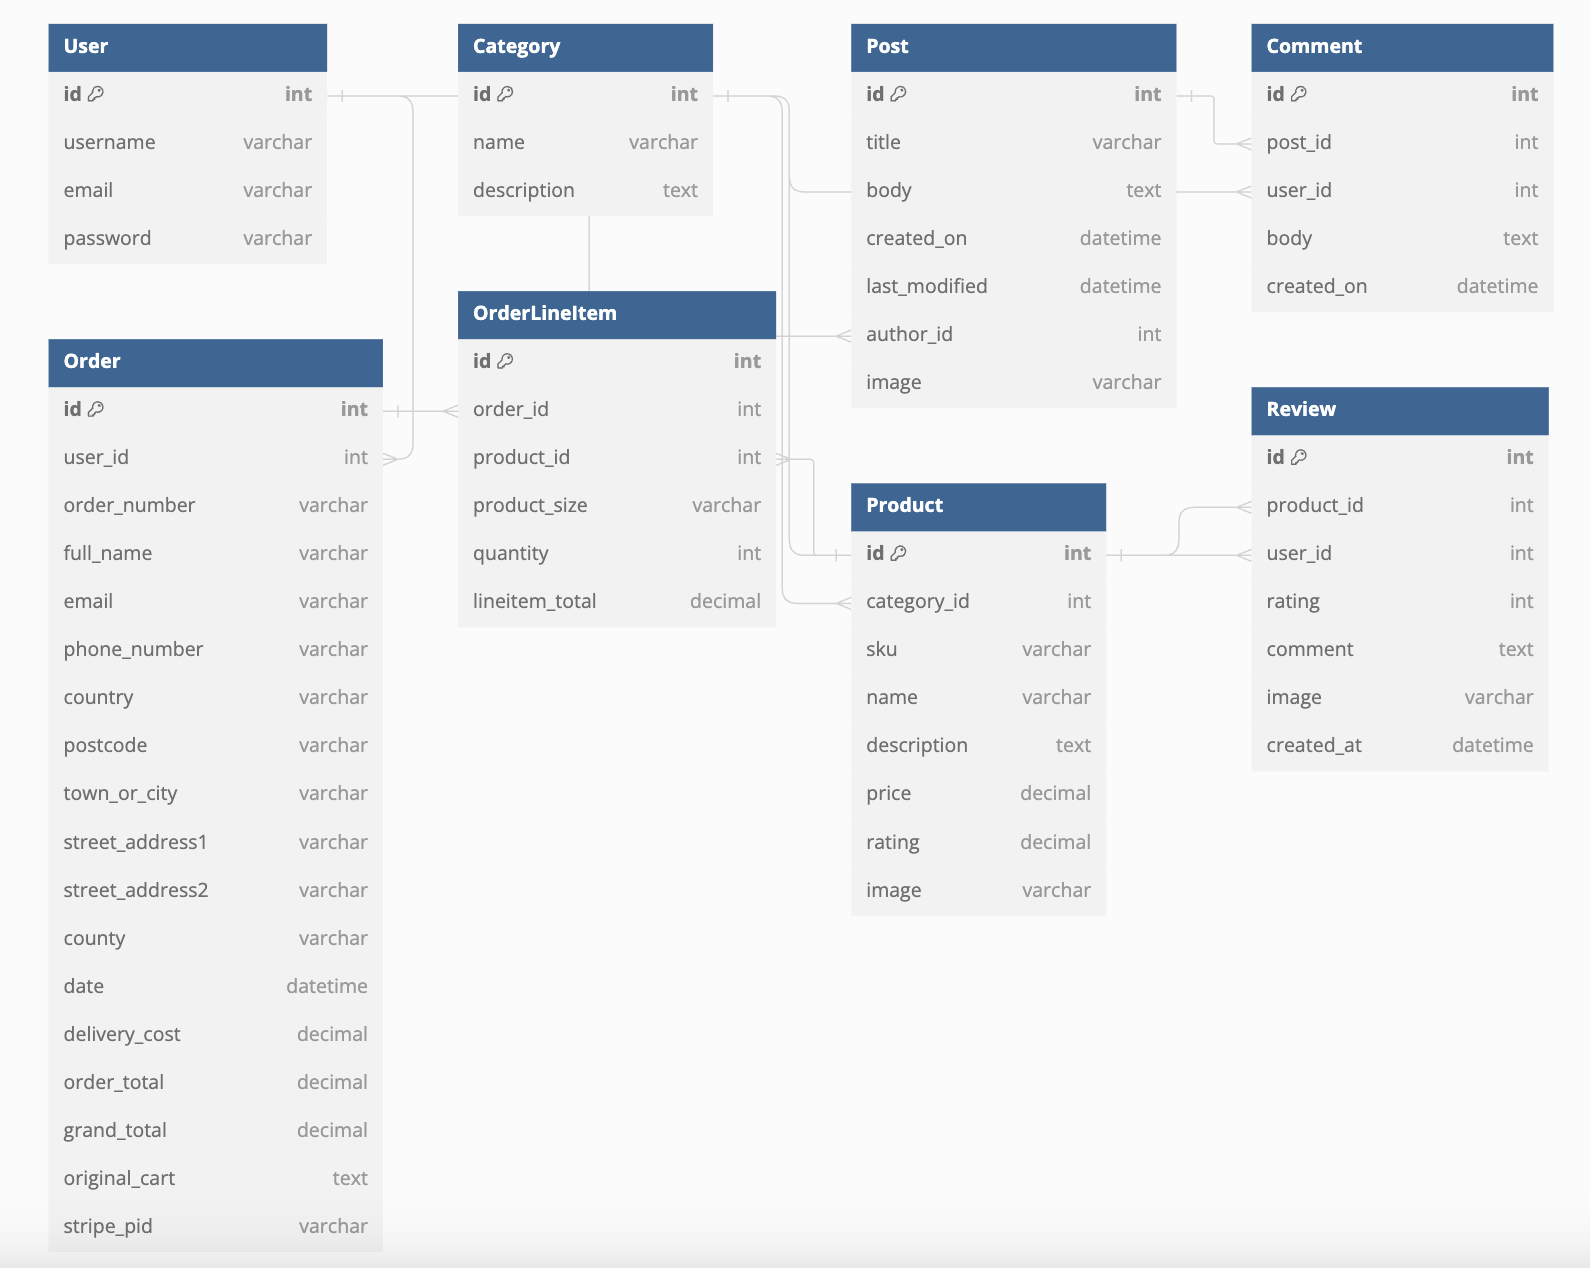 User
id int
username varchar
email varchar
password varchar
Category
id int
name varchar
description text
Post
id int
title varchar
body text
created_on datetime
last_modified datetime
author_id int
image varchar
Comment
id int
post_id int
user_id int
body text
created_on datetime
Order
id int
user_id int
order_number varchar
full_name varchar
email varchar
phone_number varchar
country varchar
postcode varchar
town_or_city varchar
street_address1 varchar
street_address2 varchar
county varchar
date datetime
delivery_cost decimal
order_total decimal
grand_total decimal
original_cart text
stripe_pid varchar
OrderLineItem
id int
order_id int
product_id int
product_size varchar
quantity int
lineitem_total decimal
Product
id int
category_id int
sku varchar
name varchar
description text
price decimal
rating decimal
image varchar
Review
id int
product_id int
user_id int
rating int
comment text
image varchar
created_at datetime